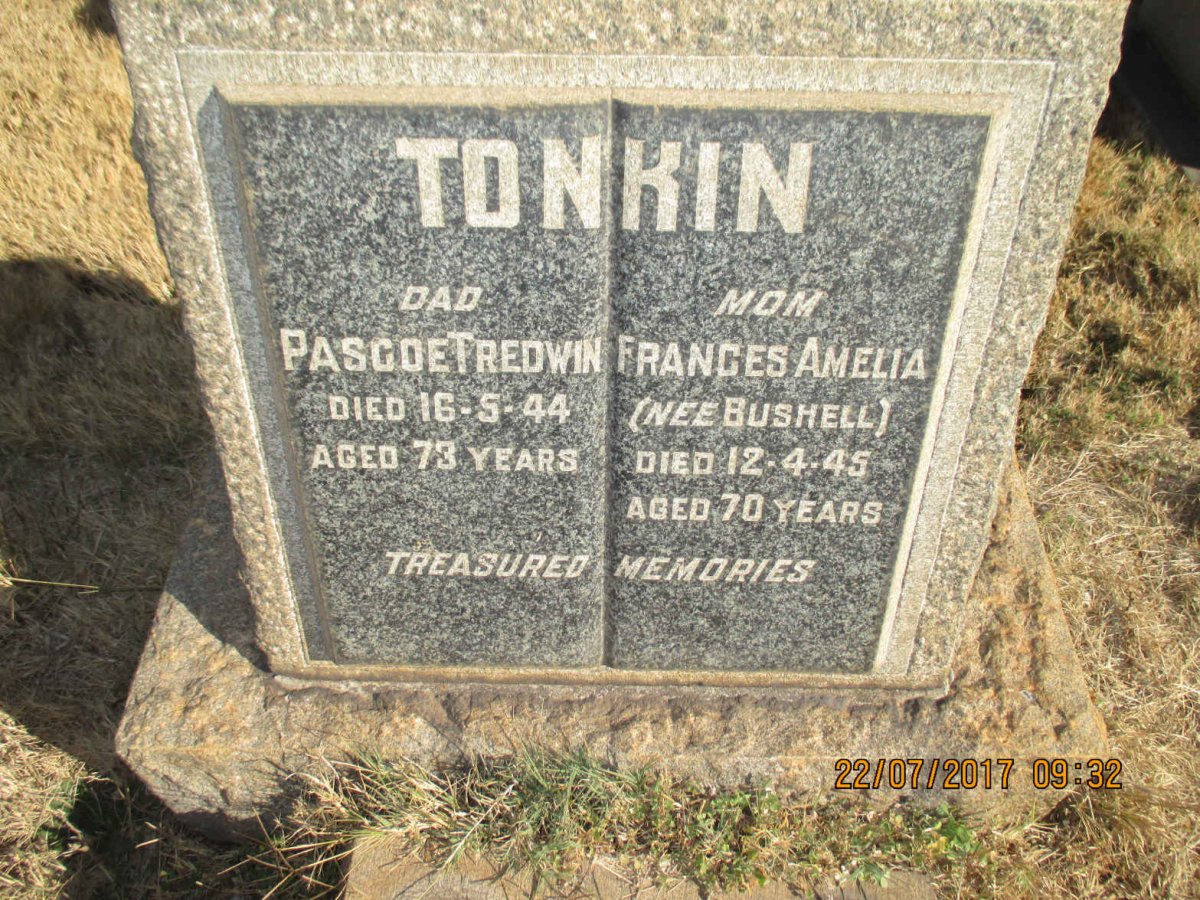 TONKIN
DAD
PASCOE TREDWIN
DIED 16-5-44
AGED 73 YEARS
MOM
FRANCES AMELIA
(NEE BUSHELL)
DIED 12-4-45
AGED 70 YEARS
TREASURED MEMORIES
22/07/2017 09:32